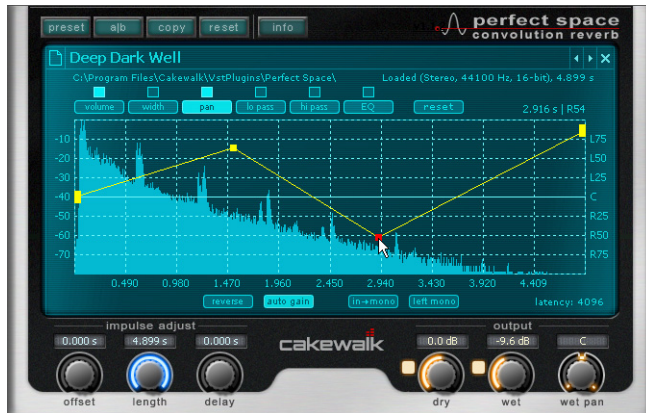 preset a|b copy reset info
perfect space
convolution reverb
Deep Dark Well
C:\Program Files\Cakewalk\VstPlugins\Perfect Space\ Loaded (Stereo, 44100 Hz, 16-bit), 4.899 s
volume width pan lo pass hi pass EQ reset 2.916 s | R54
-10 L75
-20 L50
-30 L25
-40 C
-50 R25
-60 R50
-70 R75
0.490 0.980 1.470 1.960 2.450 2.940 3.430 3.920 4.409
reverse auto gain in→mono left mono latency: 4096
impulse adjust output
0.000 s 4.899 s 0.000 s cakewalk 0.0 dB -9.6 dB C
offset length delay dry wet wet pan